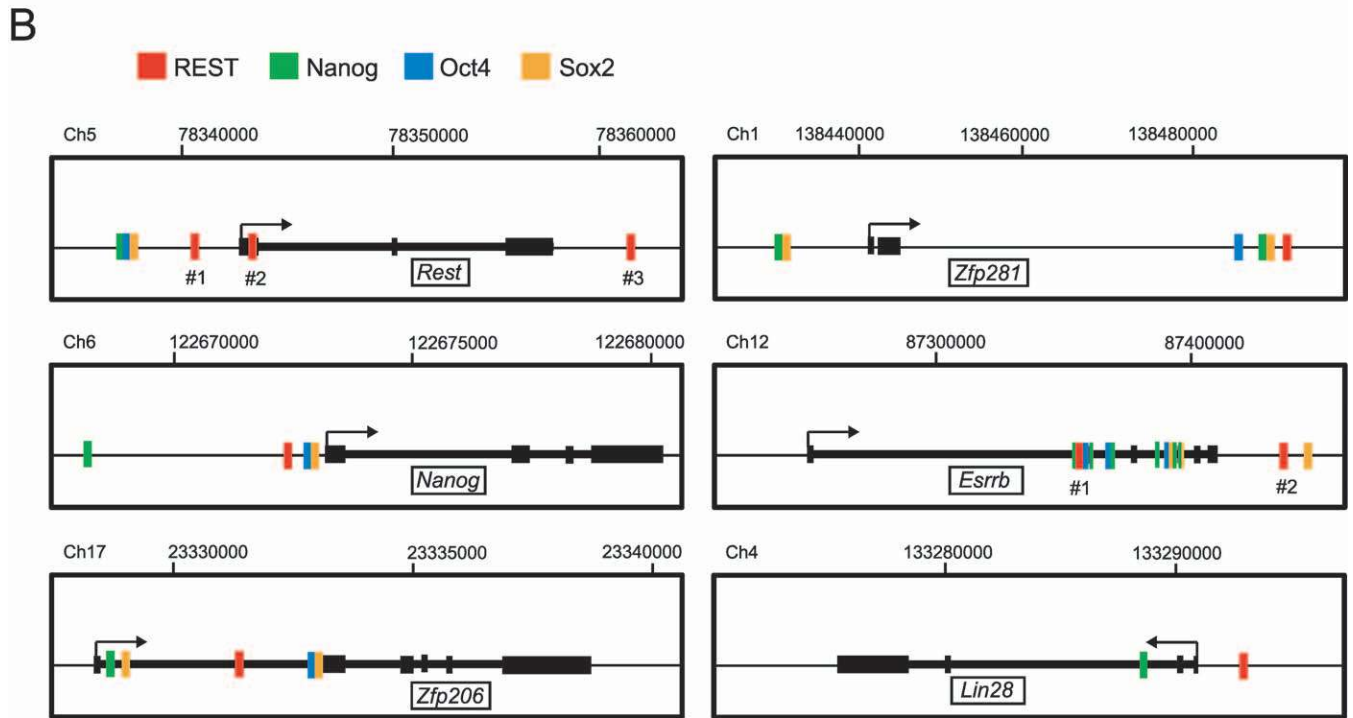 B
REST Nanog Oct4 Sox2
Ch5 78340000 78350000 78360000
#1 #2 Rest #3
Ch1 138440000 138460000 138480000
Zfp281
Ch6 122670000 122675000 122680000
Nanog
Ch12 87300000 87400000
#1 Esrrb #2
Ch17 23330000 23335000 23340000
Zfp206
Ch4 133280000 133290000
Lin28